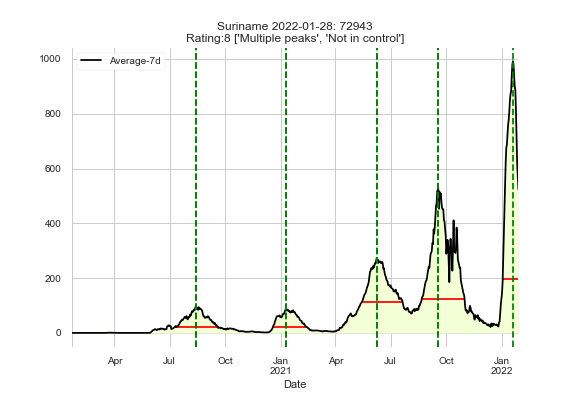 Suriname 2022-01-28: 72943
Rating:8 ['Multiple peaks', 'Not in control']
Average-7d
1000
800
600
400
200
0
Apr Jul Oct Jan Apr Jul Oct Jan
2021 2022
Date